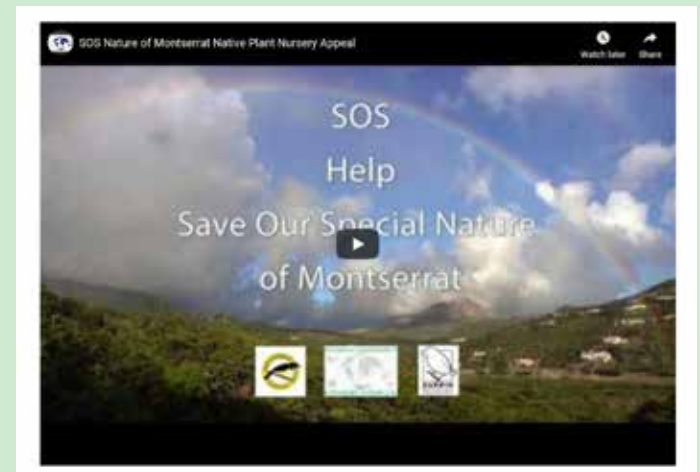 SOS Nature of Montserrat Native Plant Nursery Appeal
Watch later
Share
SOS
Help
Save Our Special Nature
of Montserrat